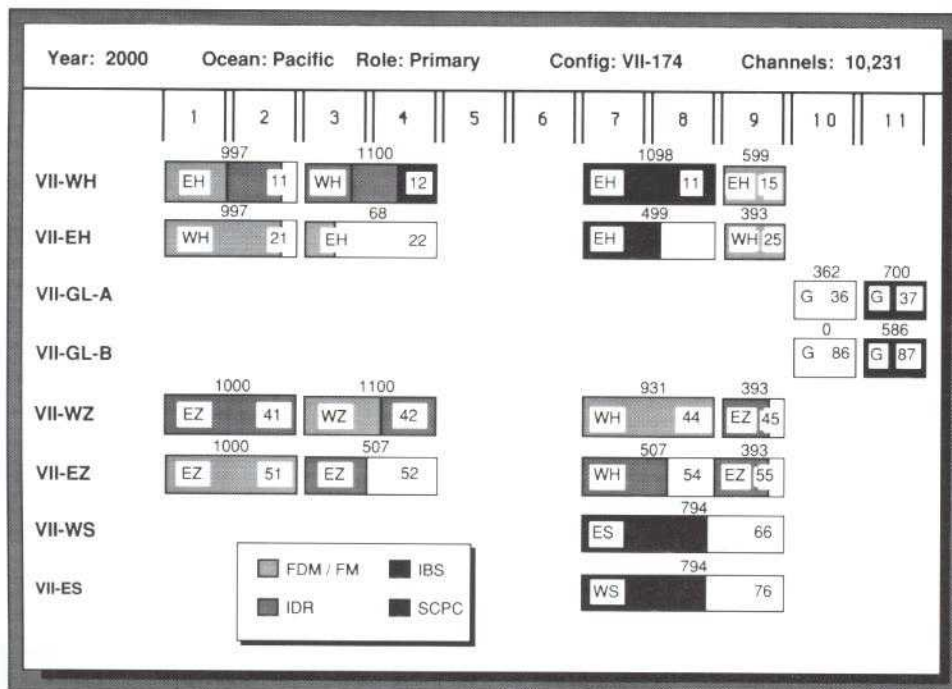 Year: 2000 Ocean: Pacific Role: Primary Config: VII-174 Channels: 10,231
1 2 3 4 5 6 7 8 9 10 11
997 1100 1098 599
VII-WH EH 11 WH 12 EH 11 EH 15
997 68 499 393
VII-EH WH 21 EH 22 EH WH 25
362 700
VII-GL-A G 36 G 37
0 586
VII-GL-B G 86 G 87
1000 1100 931 393
VII-WZ EZ 41 WZ 42 WH 44 EZ 45
1000 507 507 393
VII-EZ EZ 51 EZ 52 WH 54 EZ 55
794
VII-WS ES 66
794
VII-ES WS 76
FDM / FM IBS
IDR SCPC